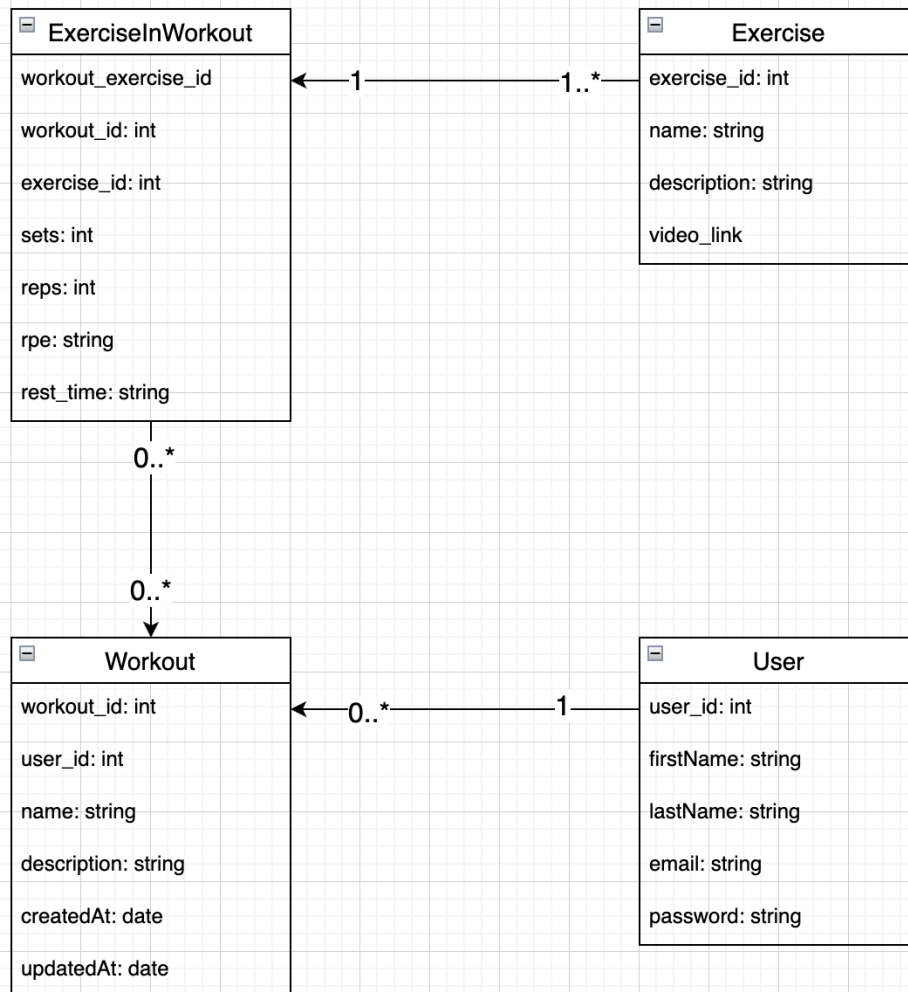 ExerciseInWorkout
workout_exercise_id
workout_id: int
exercise_id: int
sets: int
reps: int
rpe: string
rest_time: string
1
1..*
Exercise
exercise_id: int
name: string
description: string
video_link
0..*
0..*
Workout
workout_id: int
user_id: int
name: string
description: string
createdAt: date
updatedAt: date
0..*
1
User
user_id: int
firstName: string
lastName: string
email: string
password: string